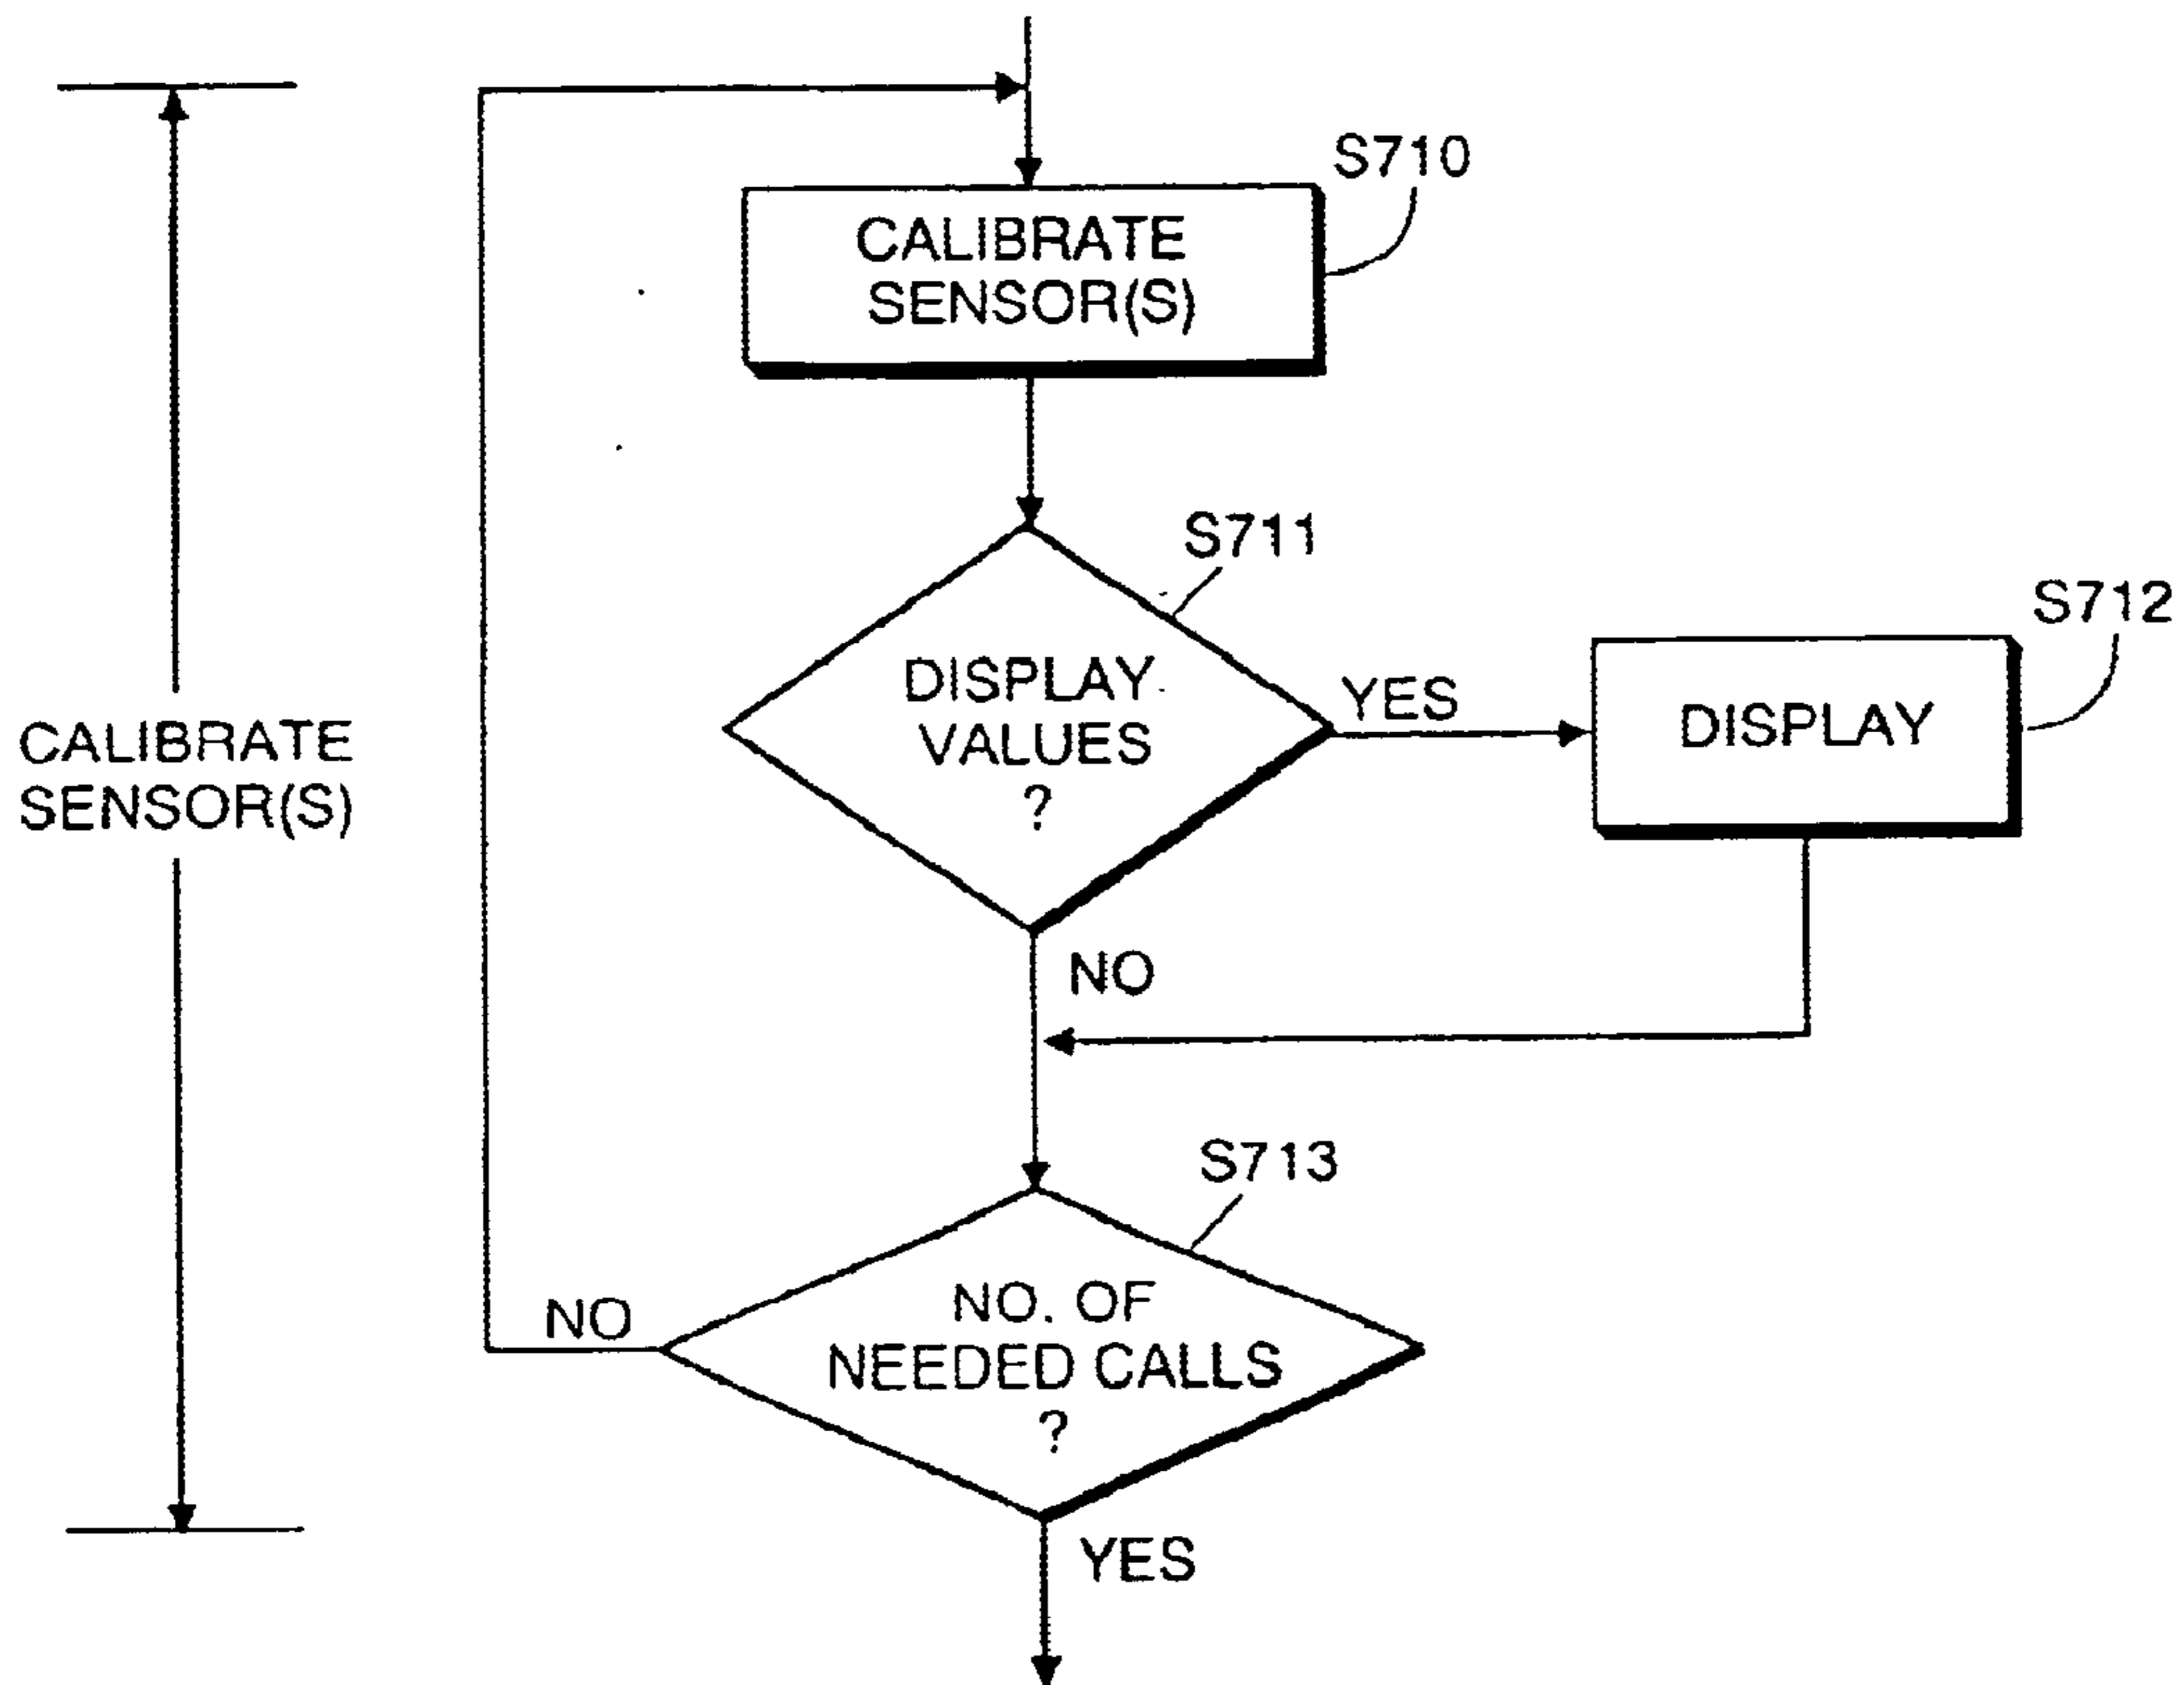 S710
CALIBRATE
SENSOR(S)
S711
S712
DISPLAY
VALUES
?
YES
DISPLAY
CALIBRATE
SENSOR(S)
NO
S713
NO. OF
NEEDED CALLS
?
NO
YES